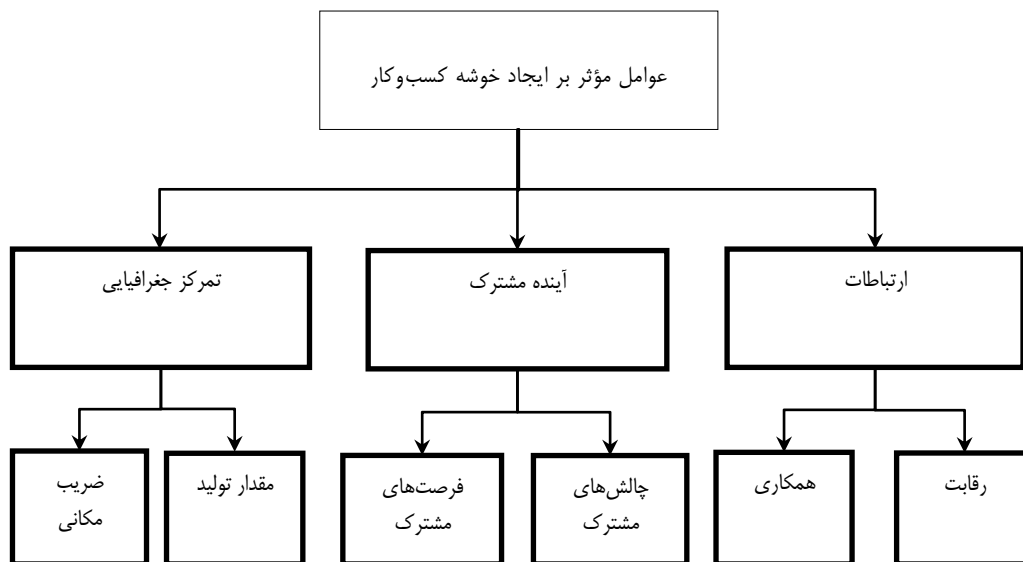 عوامل مؤثر بر ایجاد خوشه کسب‌وکار
ارتباطات
آینده مشترک
تمرکز جغرافیایی
رقابت
همکاری
چالش‌های
مشترک
فرصت‌های
مشترک
مقدار تولید
ضریب
مکانی